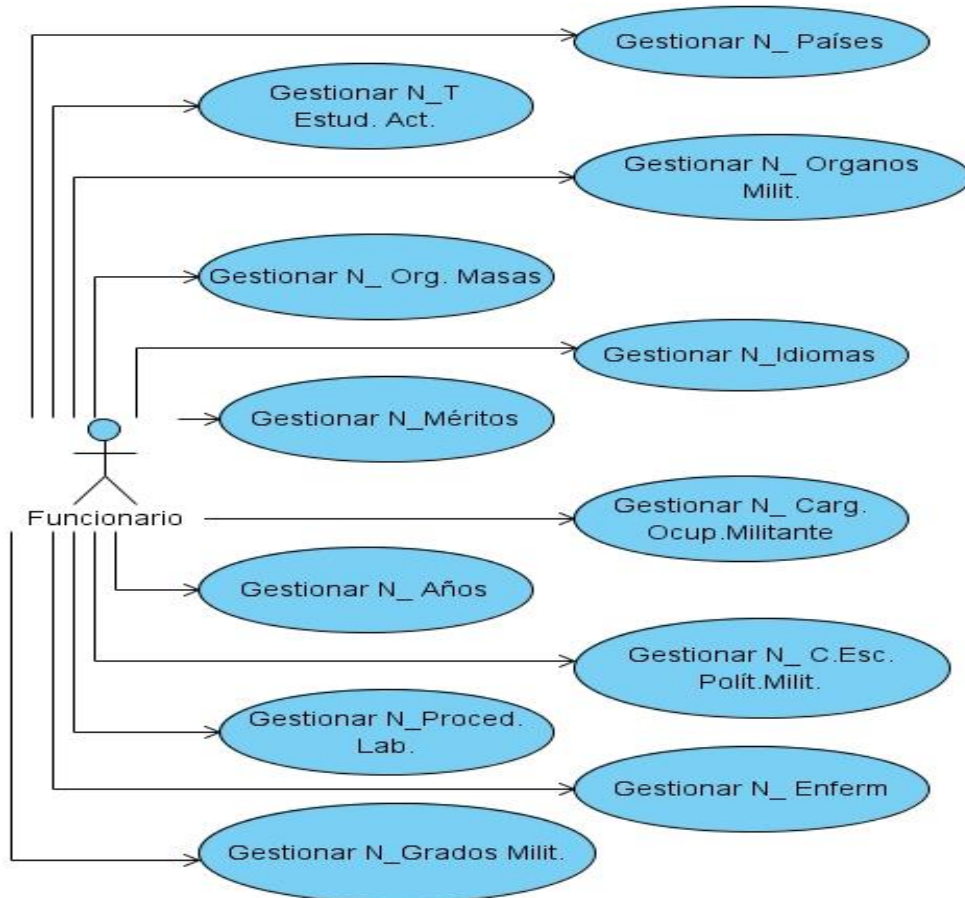 Gestionar N_ Países
Gestionar N_T
Estud. Act.
Gestionar N_ Organos
Milit.
Gestionar N_ Org. Masas
Gestionar N_Idiomas
Gestionar N_Méritos
Funcionario
Gestionar N_ Carg.
Ocup.Militante
Gestionar N_ Años
Gestionar N_ C.Esc.
Polít.Milit.
Gestionar N_Proced.
Lab.
Gestionar N_ Enferm
Gestionar N_Grados Milit.